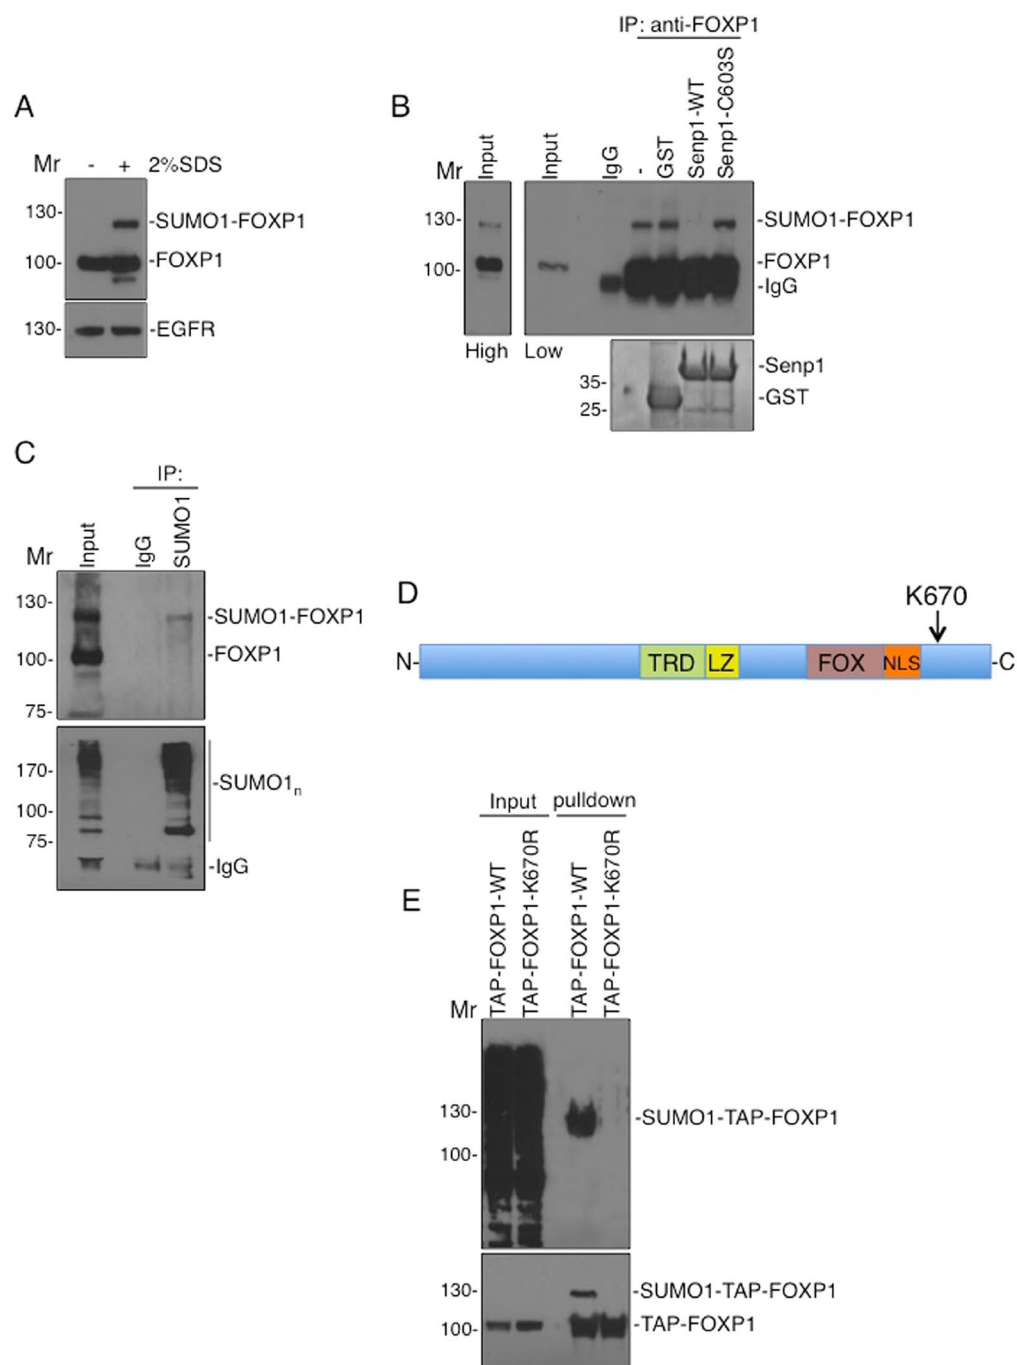 A
Mr - + 2%SDS
130-
-SUMO1-FOXP1
100-
-FOXP1
130-
-EGFR
B
IP: anti-FOXP1
Mr
Input
Input
IgG
-
GST
Senp1-WT
Senp1-C603S
130-
-SUMO1-FOXP1
100-
-FOXP1
-IgG
High
Low
-Senp1
35-
-GST
25-
C
IP:
Mr
Input
IgG
SUMO1
130-
-SUMO1-FOXP1
100-
-FOXP1
75-
170-
-SUMO1n
100-
75-
-IgG
D
K670
N-
TRD
LZ
FOX
NLS
-C
E
Input
pulldown
Mr
TAP-FOXP1-WT
TAP-FOXP1-K670R
TAP-FOXP1-WT
TAP-FOXP1-K670R
130-
-SUMO1-TAP-FOXP1
100-
130-
-SUMO1-TAP-FOXP1
100-
-TAP-FOXP1